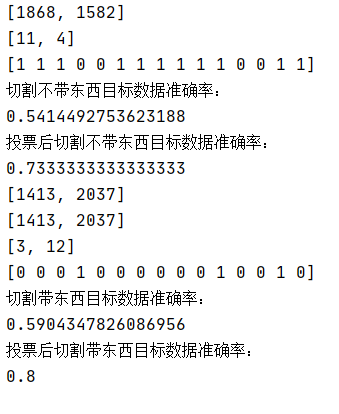 [1868, 1582]
[11, 4]
[1 1 1 0 0 1 1 1 1 1 1 0 0 1 1]
切割不带东西目标数据准确率:
0.5414492753623188
投票后切割不带东西目标数据准确率:
0.7333333333333333
[1413, 2037]
[1413, 2037]
[3, 12]
[0 0 0 1 0 0 0 0 0 0 1 0 0 1 0]
切割带东西目标数据准确率:
0.5904347826086956
投票后切割带东西目标数据准确率:
0.8